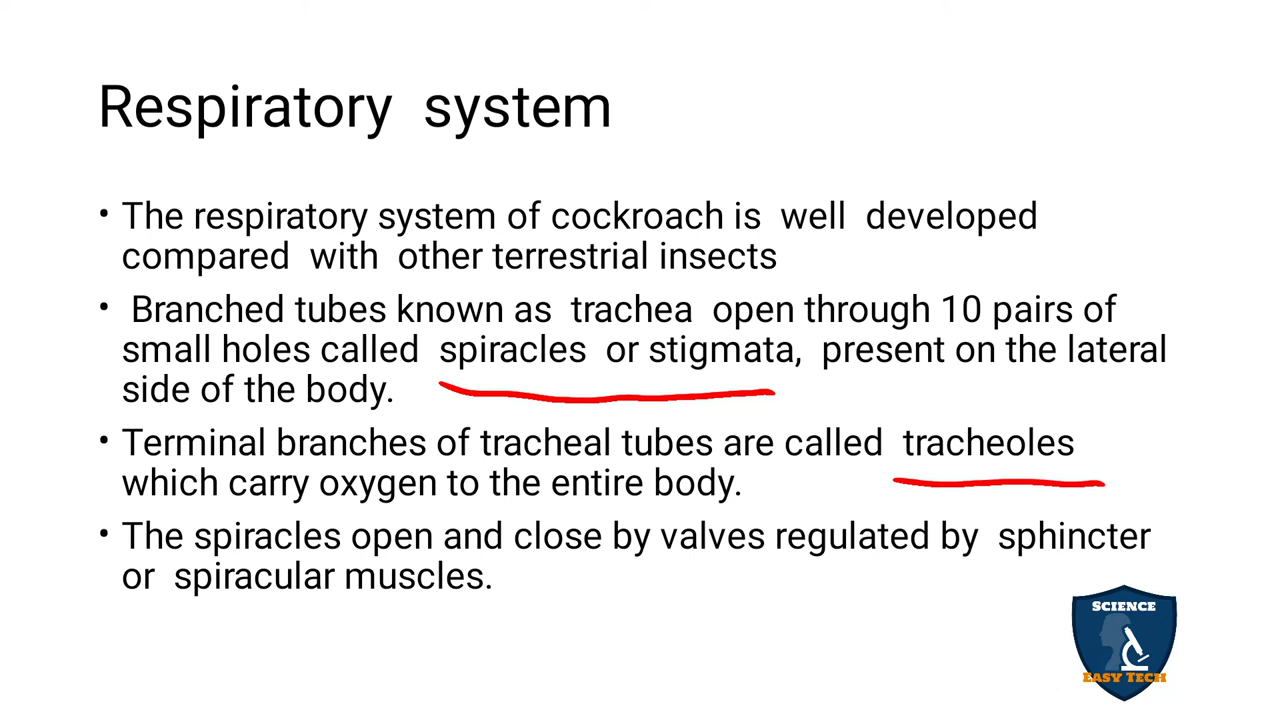 Respiratory system
• The respiratory system of cockroach is well developed
compared with other terrestrial insects
• Branched tubes known as trachea open through 10 pairs of
small holes called spiracles or stigmata, present on the lateral
side of the body.
• Terminal branches of tracheal tubes are called tracheoles
which carry oxygen to the entire body.
• The spiracles open and close by valves regulated by sphincter
or spiracular muscles.
SCIENCE
EASY TECH